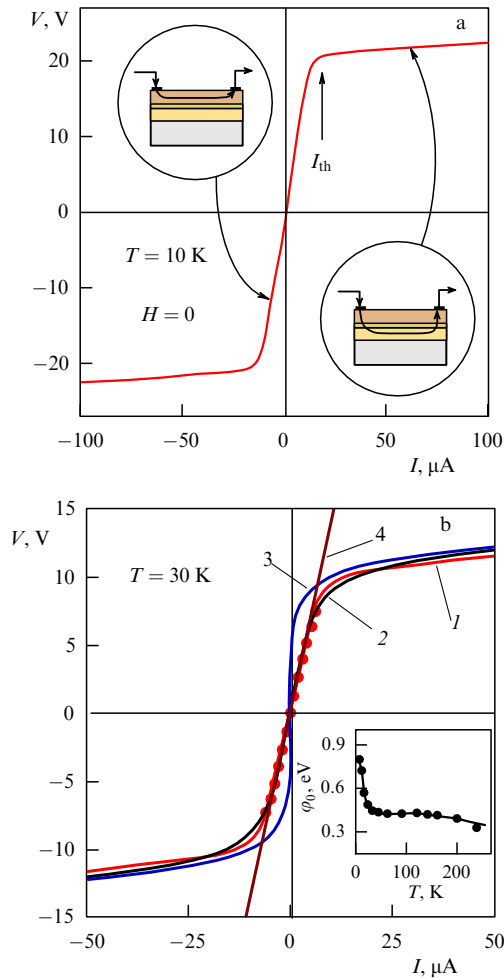 V, V
a
20
10
0
−10
−20
I_th
T = 10 K
H = 0
−100
−50
0
50
100
I, μA
15
V, V
b
4
10
T = 30 K
3
2
1
5
0
−5
−10
−15
0.9
0.6
0.3
φ₀, eV
0
100
200
T, K
−50
−25
0
25
50
I, μA